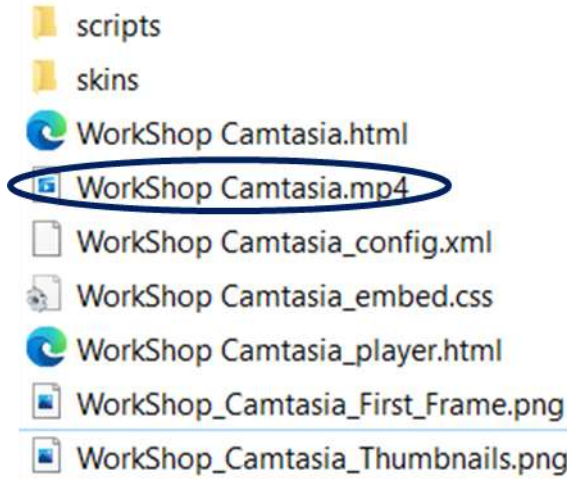 scripts
skins
WorkShop Camtasia.html
WorkShop Camtasia.mp4
WorkShop Camtasia_config.xml
WorkShop Camtasia_embed.css
WorkShop Camtasia_player.html
WorkShop_Camtasia_First_Frame.png
WorkShop_Camtasia_Thumbnails.png